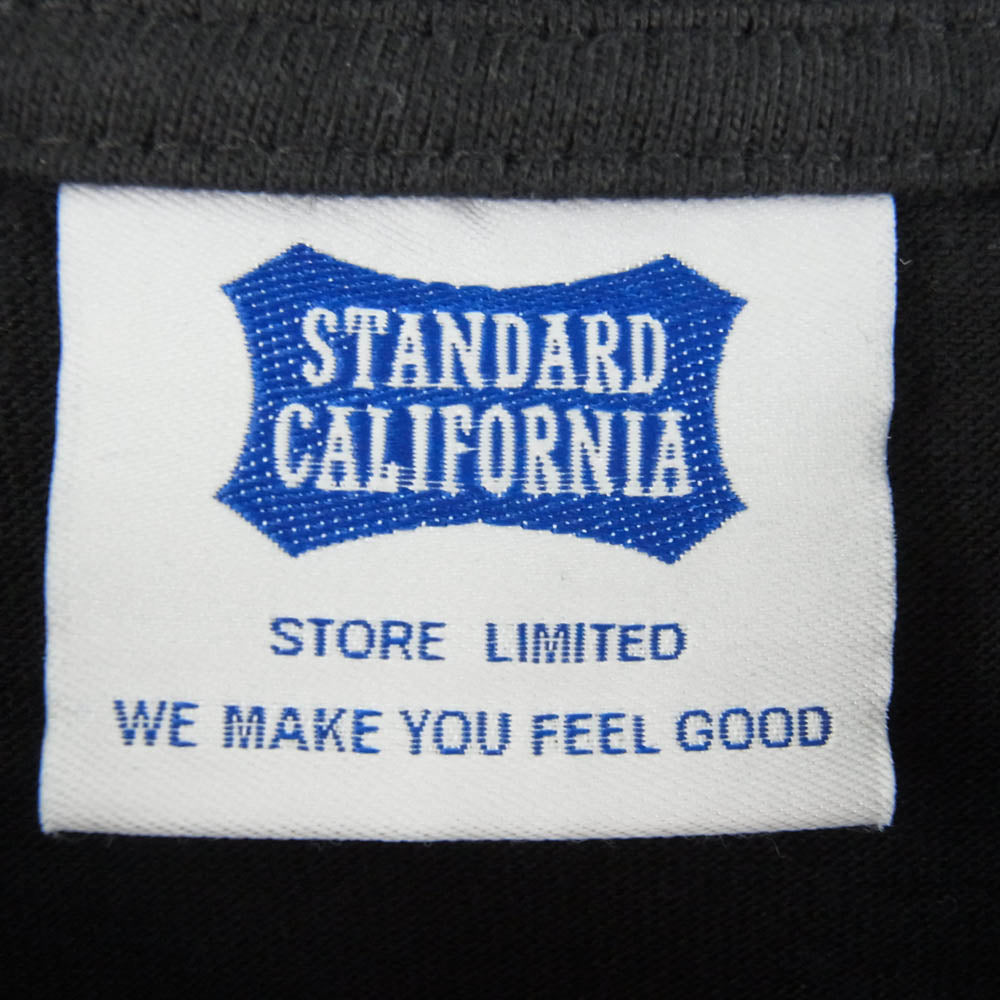 STANDARD
CALIFORNIA
STORE LIMITED
WE MAKE YOU FEEL GOOD